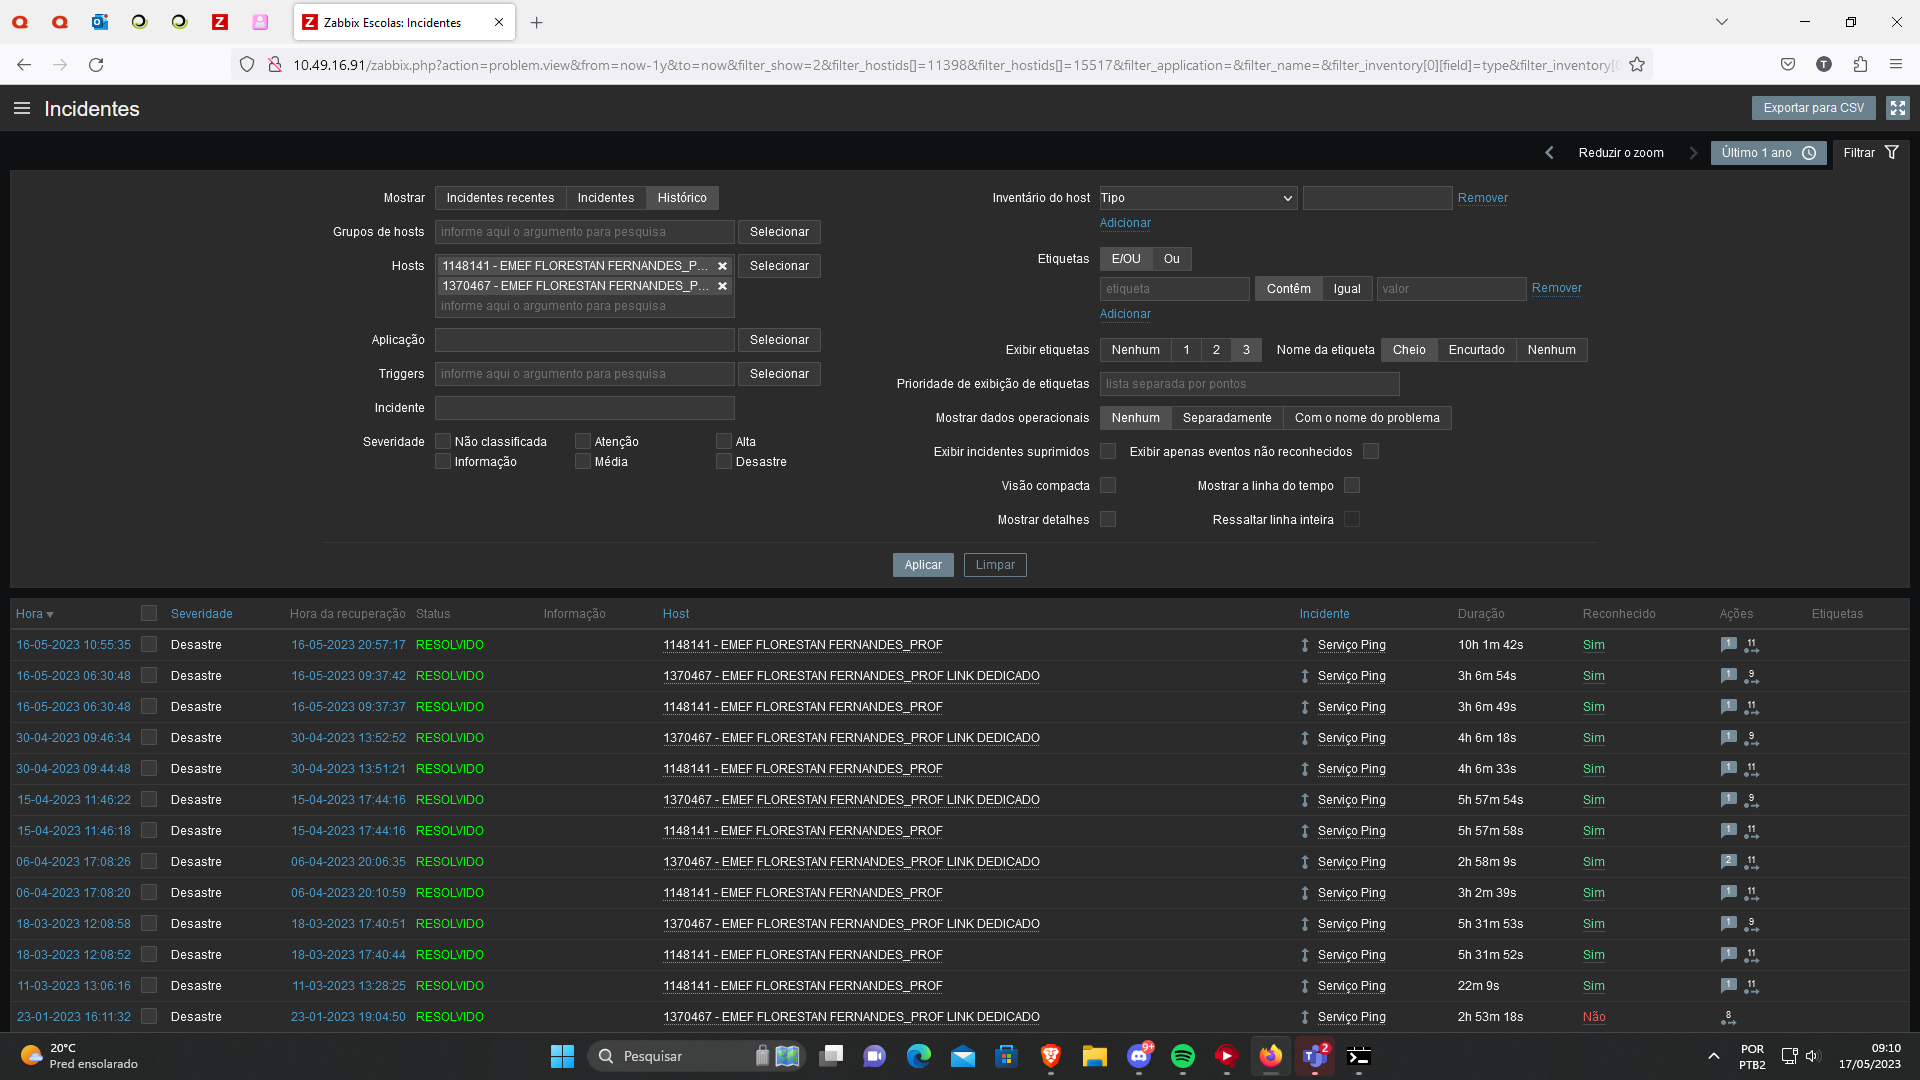 Zabbix Escolas: Incidentes
10.49.16.91/zabbix.php?action=problem.view&from=now-1y&to=now&filter_show=2&filter_hostids[]=11398&filter_hostids[]=15517&filter_application=&filter_name=&filter_inventory[0][field]=type&filter_inventory[
Incidentes
Exportar para CSV
Reduzir o zoom
Último 1 ano
Filtrar
Mostrar Incidentes recentes Incidentes Histórico
Inventário do host Tipo Remover
Adicionar
Grupos de hosts informe aqui o argumento para pesquisa Selecionar
Hosts 1148141 - EMEF FLORESTAN FERNANDES_P... Selecionar
1370467 - EMEF FLORESTAN FERNANDES_P...
informe aqui o argumento para pesquisa
Etiquetas E/OU Ou
etiqueta Contêm Igual valor Remover
Adicionar
Aplicação Selecionar
Exibir etiquetas Nenhum 1 2 3 Nome da etiqueta Cheio Encurtado Nenhum
Triggers informe aqui o argumento para pesquisa Selecionar
Prioridade de exibição de etiquetas lista separada por pontos
Incidente
Mostrar dados operacionais Nenhum Separadamente Com o nome do problema
Severidade Não classificada Atenção Alta
Informação Média Desastre
Exibir incidentes suprimidos Exibir apenas eventos não reconhecidos
Visão compacta Mostrar a linha do tempo
Mostrar detalhes Ressaltar linha inteira
Aplicar Limpar
Hora Severidade Hora da recuperação Status Informação Host Incidente Duração Reconhecido Ações Etiquetas
16-05-2023 10:55:35 Desastre 16-05-2023 20:57:17 RESOLVIDO 1148141 - EMEF FLORESTAN FERNANDES_PROF Serviço Ping 10h 1m 42s Sim 1 11
16-05-2023 06:30:48 Desastre 16-05-2023 09:37:42 RESOLVIDO 1370467 - EMEF FLORESTAN FERNANDES_PROF LINK DEDICADO Serviço Ping 3h 6m 54s Sim 1 9
16-05-2023 06:30:48 Desastre 16-05-2023 09:37:37 RESOLVIDO 1148141 - EMEF FLORESTAN FERNANDES_PROF Serviço Ping 3h 6m 49s Sim 1 11
30-04-2023 09:46:34 Desastre 30-04-2023 13:52:52 RESOLVIDO 1370467 - EMEF FLORESTAN FERNANDES_PROF LINK DEDICADO Serviço Ping 4h 6m 18s Sim 1 9
30-04-2023 09:44:48 Desastre 30-04-2023 13:51:21 RESOLVIDO 1148141 - EMEF FLORESTAN FERNANDES_PROF Serviço Ping 4h 6m 33s Sim 1 11
15-04-2023 11:46:22 Desastre 15-04-2023 17:44:16 RESOLVIDO 1370467 - EMEF FLORESTAN FERNANDES_PROF LINK DEDICADO Serviço Ping 5h 57m 54s Sim 1 9
15-04-2023 11:46:18 Desastre 15-04-2023 17:44:16 RESOLVIDO 1148141 - EMEF FLORESTAN FERNANDES_PROF Serviço Ping 5h 57m 58s Sim 1 11
06-04-2023 17:08:26 Desastre 06-04-2023 20:06:35 RESOLVIDO 1370467 - EMEF FLORESTAN FERNANDES_PROF LINK DEDICADO Serviço Ping 2h 58m 9s Sim 2 11
06-04-2023 17:08:20 Desastre 06-04-2023 20:10:59 RESOLVIDO 1148141 - EMEF FLORESTAN FERNANDES_PROF Serviço Ping 3h 2m 39s Sim 1 11
18-03-2023 12:08:58 Desastre 18-03-2023 17:40:51 RESOLVIDO 1370467 - EMEF FLORESTAN FERNANDES_PROF LINK DEDICADO Serviço Ping 5h 31m 53s Sim 1 9
18-03-2023 12:08:52 Desastre 18-03-2023 17:40:44 RESOLVIDO 1148141 - EMEF FLORESTAN FERNANDES_PROF Serviço Ping 5h 31m 52s Sim 1 11
11-03-2023 13:06:16 Desastre 11-03-2023 13:28:25 RESOLVIDO 1148141 - EMEF FLORESTAN FERNANDES_PROF Serviço Ping 22m 9s Sim 1 11
23-01-2023 16:11:32 Desastre 23-01-2023 19:04:50 RESOLVIDO 1370467 - EMEF FLORESTAN FERNANDES_PROF LINK DEDICADO Serviço Ping 2h 53m 18s Não 8
20°C
Pred ensolarado
Pesquisar
9+
2
POR
PTB2
09:10
17/05/2023